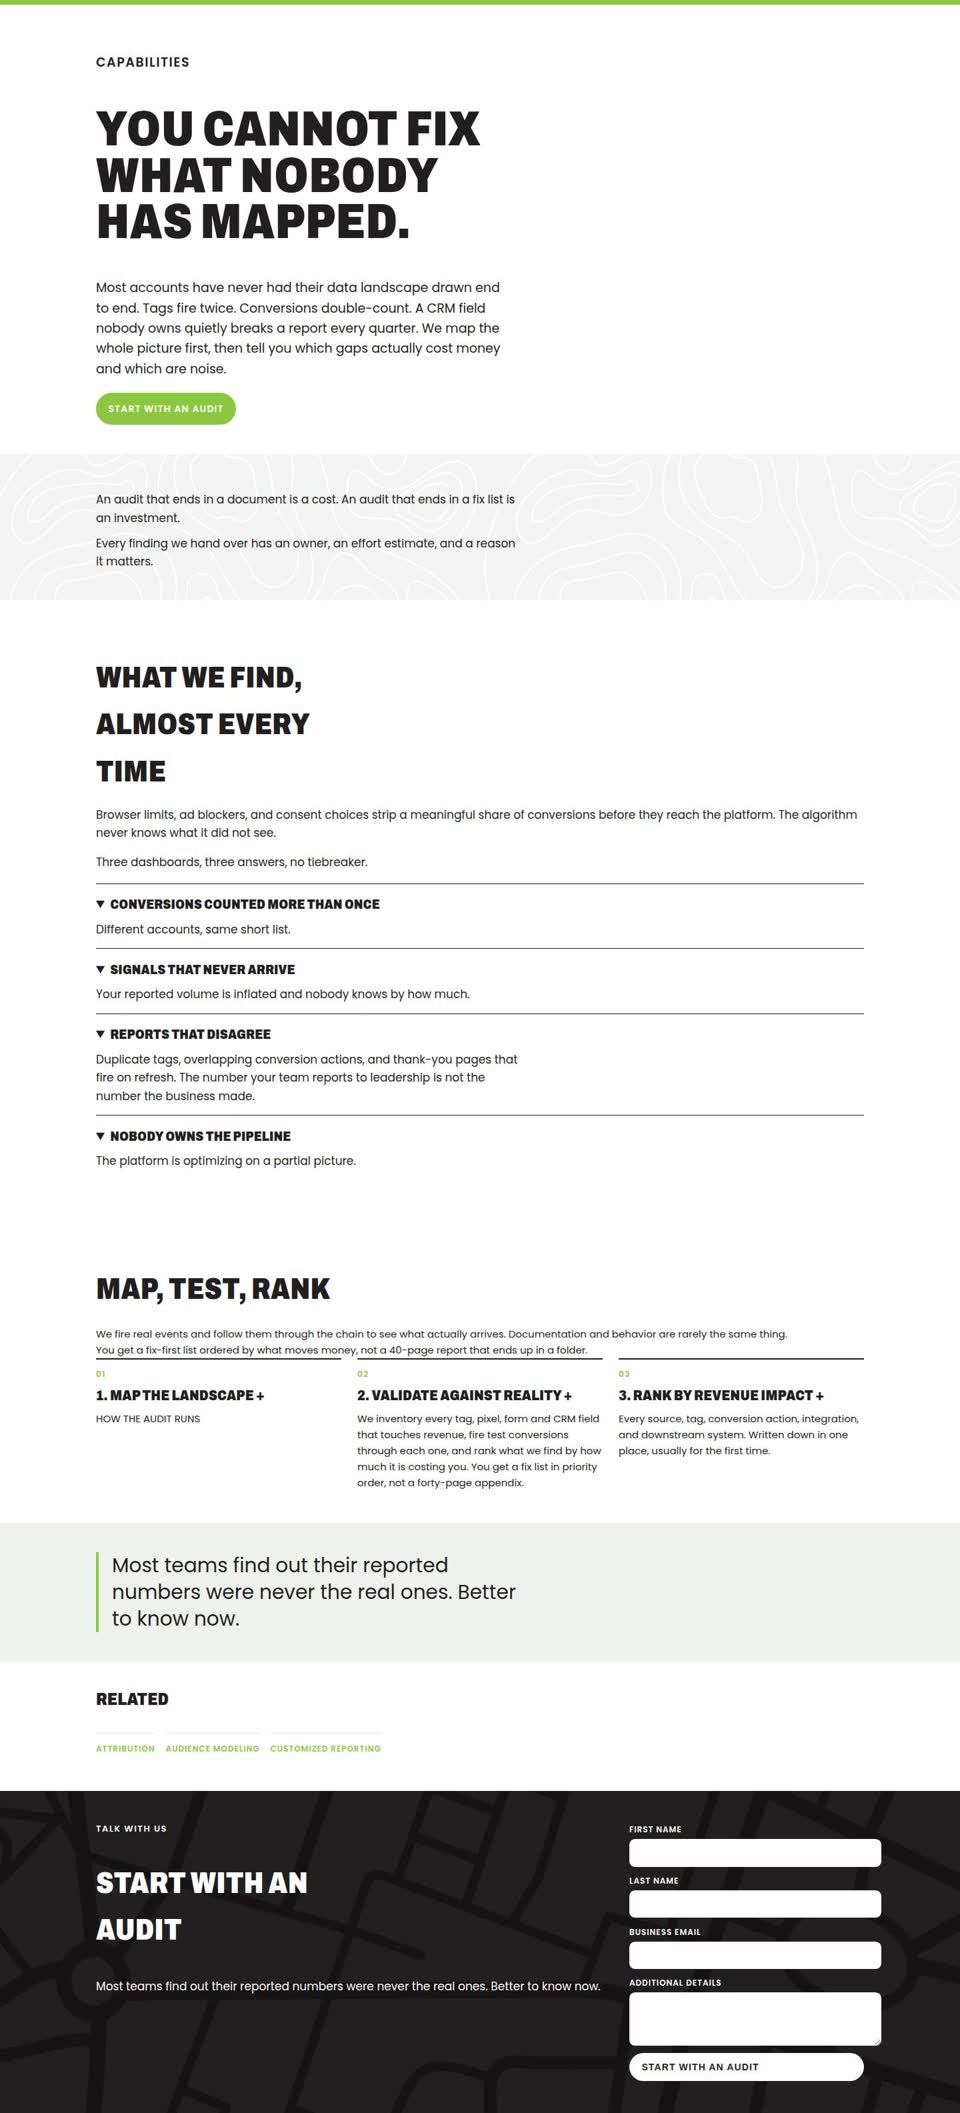 CAPABILITIES
YOU CANNOT FIX
WHAT NOBODY
HAS MAPPED.
Most accounts have never had their data landscape drawn end
to end. Tags fire twice. Conversions double-count. A CRM field
nobody owns quietly breaks a report every quarter. We map the
whole picture first, then tell you which gaps actually cost money
and which are noise.
START WITH AN AUDIT
An audit that ends in a document is a cost. An audit that ends in a fix list is
an investment.
Every finding we hand over has an owner, an effort estimate, and a reason
it matters.
WHAT WE FIND,
ALMOST EVERY
TIME
Browser limits, ad blockers, and consent choices strip a meaningful share of conversions before they reach the platform. The algorithm
never knows what it did not see.
Three dashboards, three answers, no tiebreaker.
▼ CONVERSIONS COUNTED MORE THAN ONCE
Different accounts, same short list.
▼ SIGNALS THAT NEVER ARRIVE
Your reported volume is inflated and nobody knows by how much.
▼ REPORTS THAT DISAGREE
Duplicate tags, overlapping conversion actions, and thank-you pages that
fire on refresh. The number your team reports to leadership is not the
number the business made.
▼ NOBODY OWNS THE PIPELINE
The platform is optimizing on a partial picture.
MAP, TEST, RANK
We fire real events and follow them through the chain to see what actually arrives. Documentation and behavior are rarely the same thing.
You get a fix-first list ordered by what moves money, not a 40-page report that ends up in a folder.
01
1. MAP THE LANDSCAPE +
HOW THE AUDIT RUNS
02
2. VALIDATE AGAINST REALITY +
We inventory every tag, pixel, form and CRM field
that touches revenue, fire test conversions
through each one, and rank what we find by how
much it is costing you. You get a fix list in priority
order, not a forty-page appendix.
03
3. RANK BY REVENUE IMPACT +
Every source, tag, conversion action, integration,
and downstream system. Written down in one
place, usually for the first time.
Most teams find out their reported
numbers were never the real ones. Better
to know now.
RELATED
ATTRIBUTION AUDIENCE MODELING CUSTOMIZED REPORTING
TALK WITH US
START WITH AN
AUDIT
Most teams find out their reported numbers were never the real ones. Better to know now.
FIRST NAME
LAST NAME
BUSINESS EMAIL
ADDITIONAL DETAILS
START WITH AN AUDIT